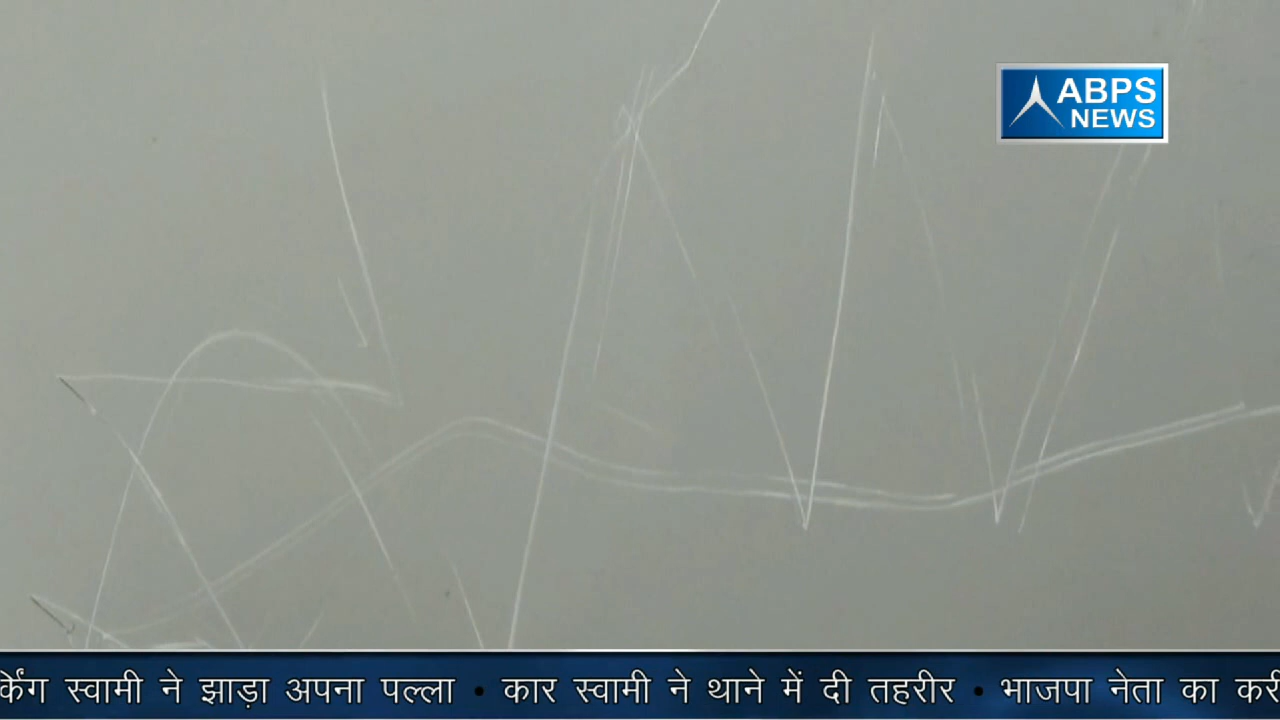 ABPS
NEWS
र्किंग स्वामी ने झाड़ा अपना पल्ला • कार स्वामी ने थाने में दी तहरीर • भाजपा नेता का